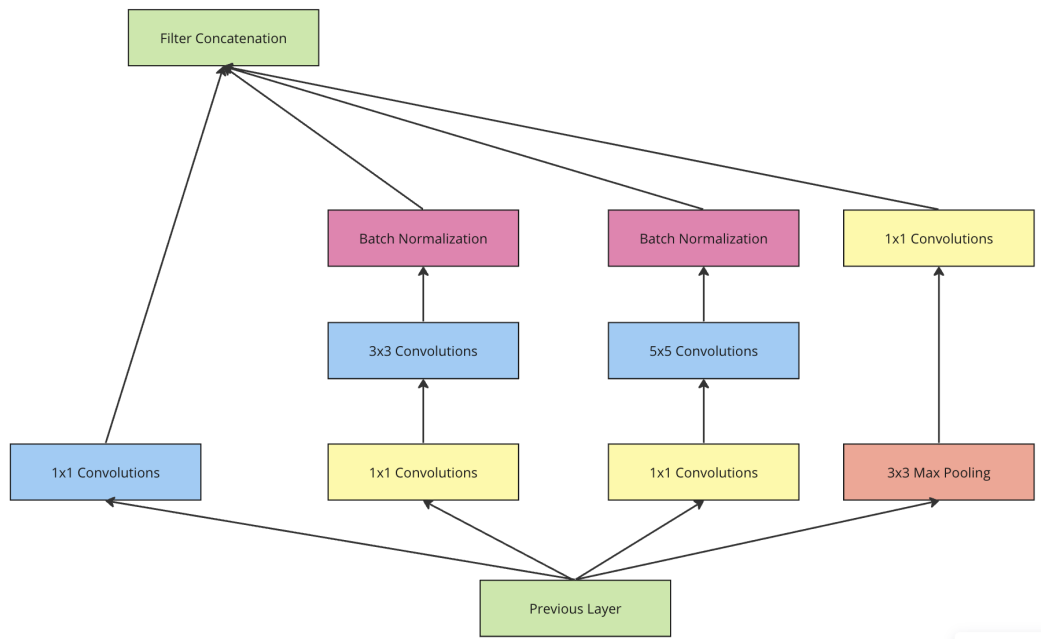 Filter Concatenation
Batch Normalization
Batch Normalization
1x1 Convolutions
3x3 Convolutions
5x5 Convolutions
1x1 Convolutions
1x1 Convolutions
1x1 Convolutions
3x3 Max Pooling
Previous Layer